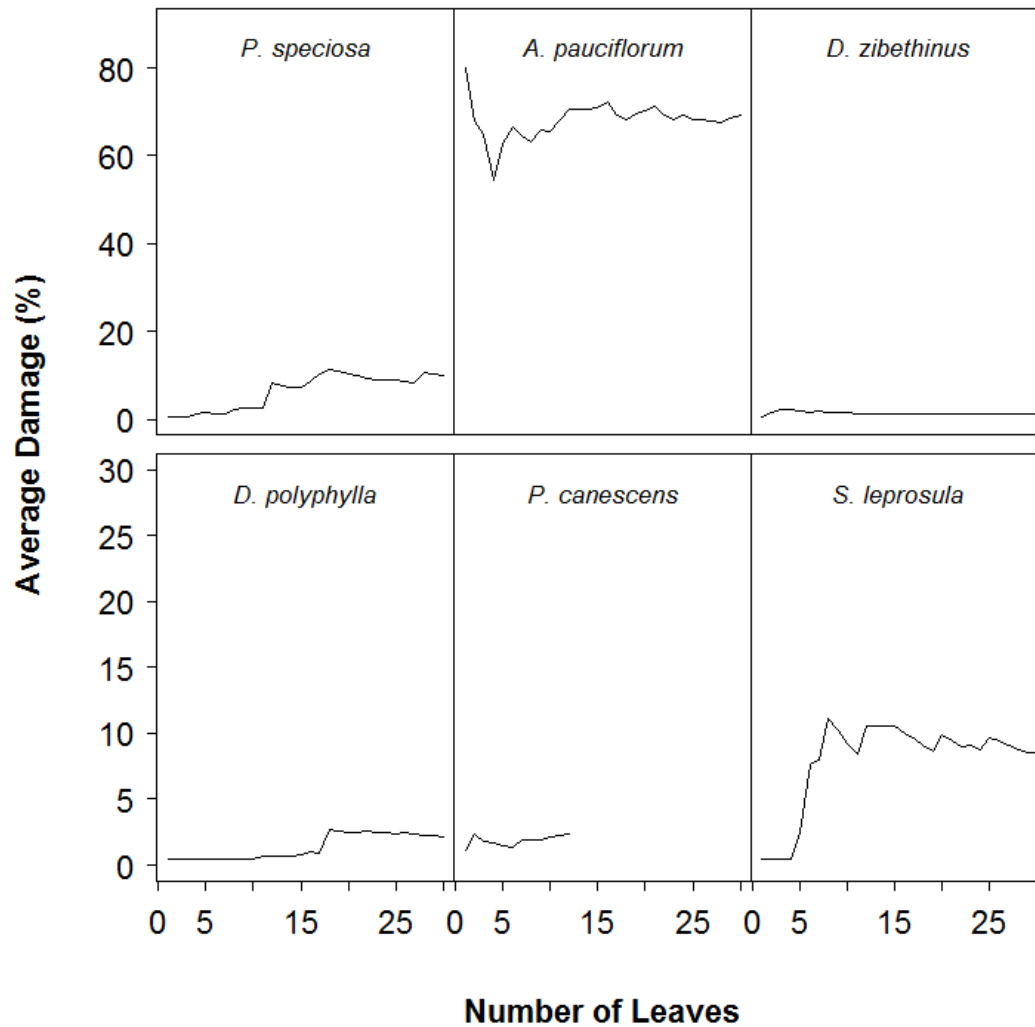 P. speciosa A. pauciflorum D. zibethinus
80
60
40
20
0
Average Damage (%)
D. polyphylla P. canescens S. leprosula
30
25
20
15
10
5
0
0 5 15 25 0 5 15 25 0 5 15 25
Number of Leaves